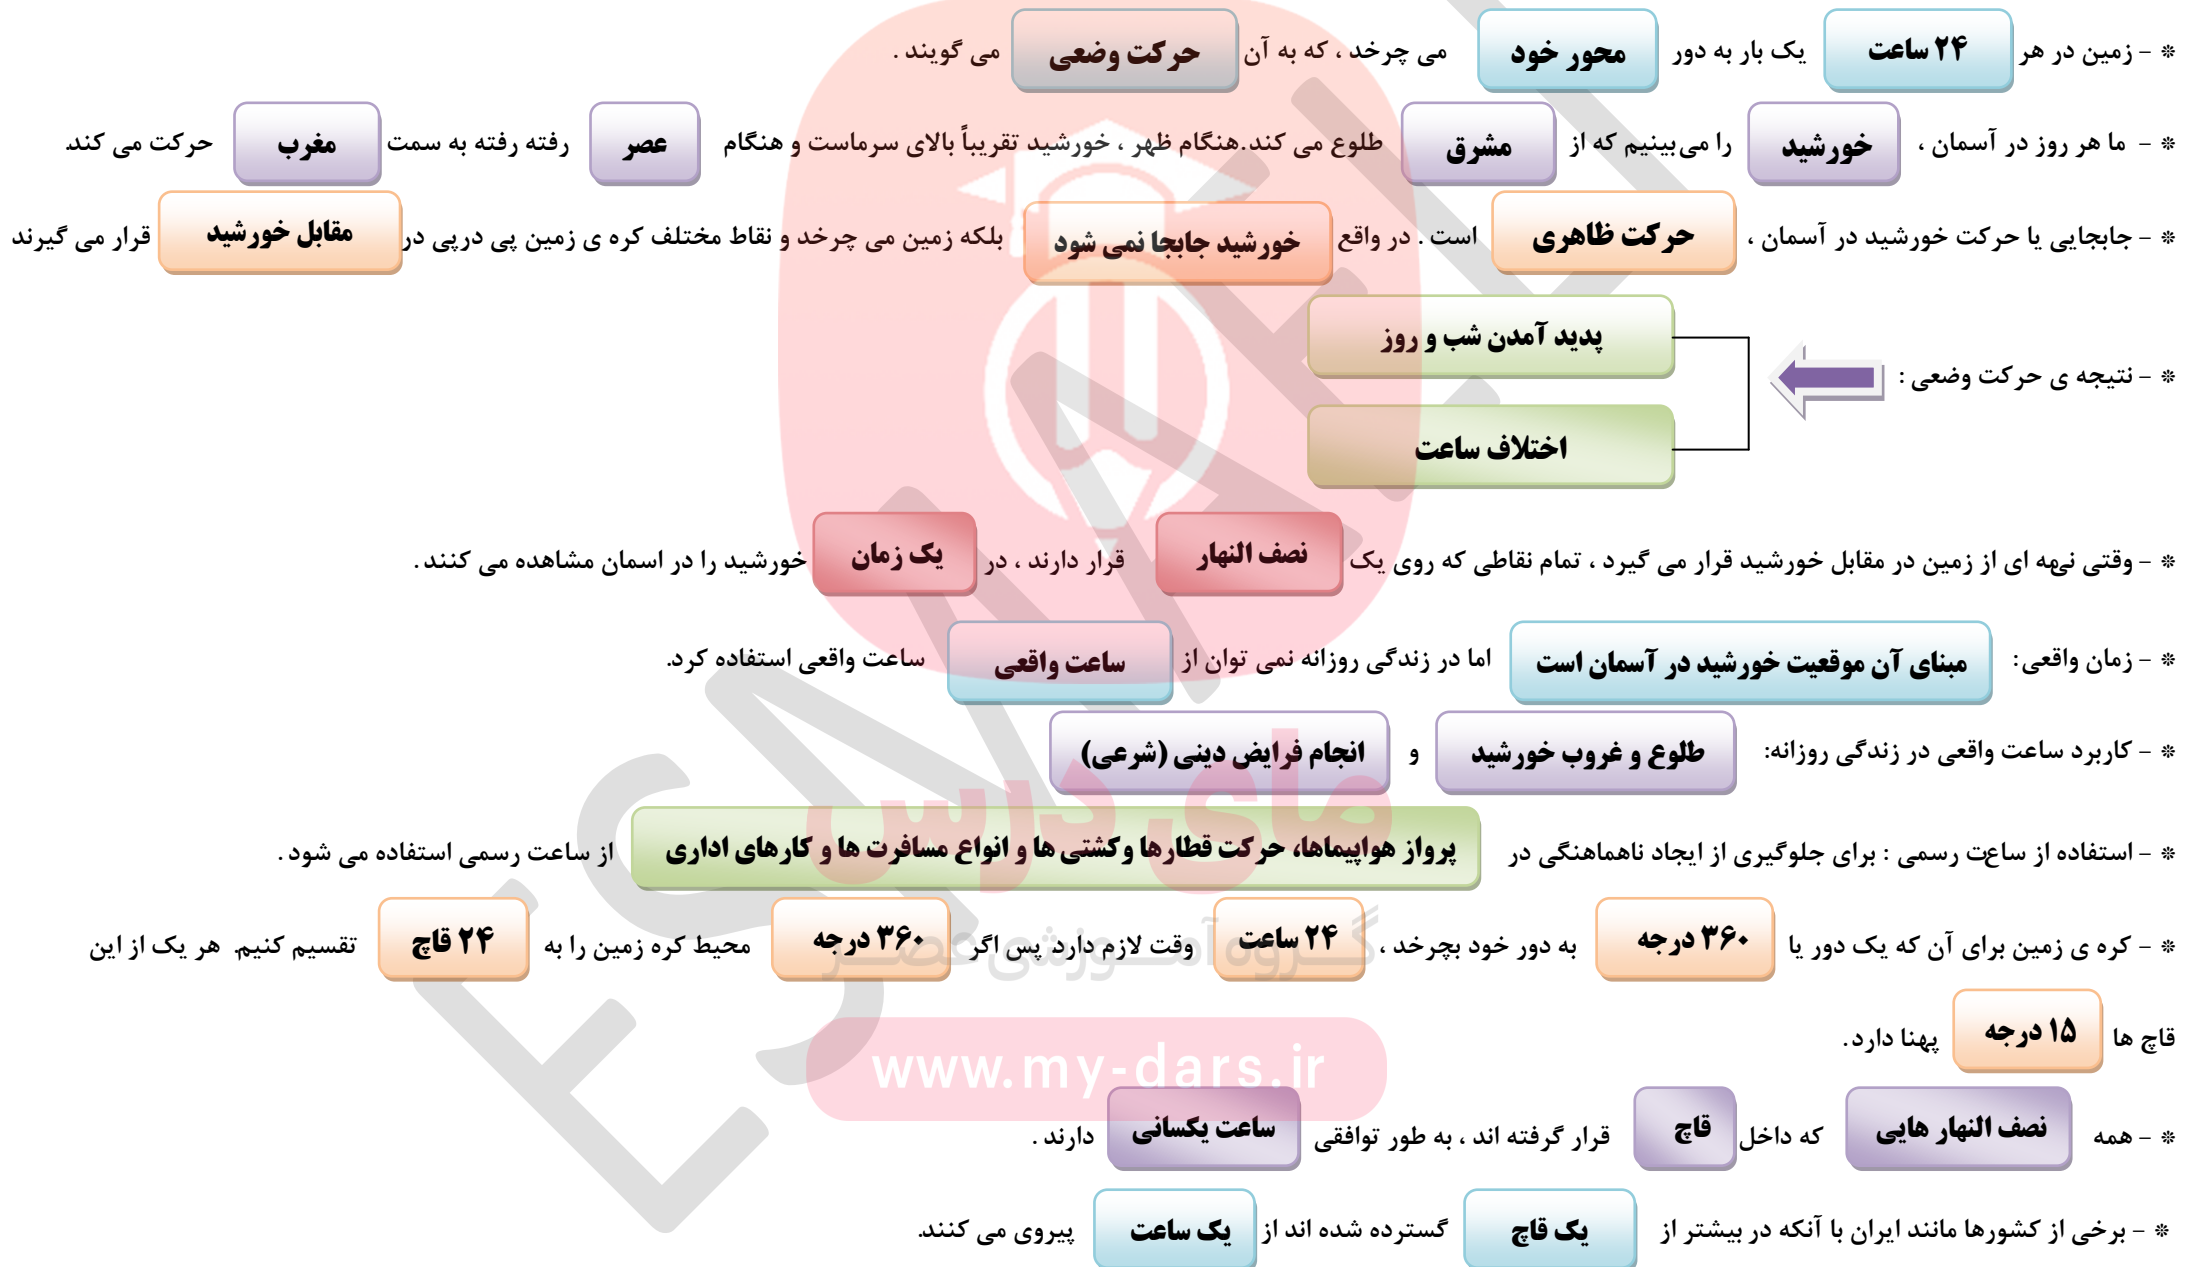 * - زمین در هر ۲۴ ساعت یک بار به دور محور خود می چرخد ، که به آن حرکت وضعی می گویند .
* - ما هر روز در آسمان ، خورشید را می‌بینیم که از مشرق طلوع می کند.هنگام ظهر ، خورشید تقریباً بالای سرماست و هنگام عصر رفته رفته به سمت مغرب حرکت می کند.
* - جابجایی یا حرکت خورشید در آسمان ، حرکت ظاهری است . در واقع خورشید جابجا نمی شود بلکه زمین می چرخد و نقاط مختلف کره ی زمین پی درپی در مقابل خورشید قرار می گیرند
پدید آمدن شب و روز
* - نتیجه ی حرکت وضعی :
اختلاف ساعت
* - وقتی نیهه ای از زمین در مقابل خورشید قرار می گیرد ، تمام نقاطی که روی یک نصف النهار قرار دارند ، در یک زمان خورشید را در اسمان مشاهده می کنند .
* - زمان واقعی: مبنای آن موقعیت خورشید در آسمان است اما در زندگی روزانه نمی توان از ساعت واقعی ساعت واقعی استفاده کرد.
* - کاربرد ساعت واقعی در زندگی روزانه: طلوع و غروب خورشید و انجام فرایض دینی (شرعی)
* - استفاده از ساعت رسمی : برای جلوگیری از ایجاد ناهماهنگی در پرواز هواپیماها، حرکت قطارها وکشتی ها و انواع مسافرت ها و کارهای اداری از ساعت رسمی استفاده می شود .
* - کره ی زمین برای آن که یک دور یا ۳۶۰ درجه به دور خود بچرخد ، ۲۴ ساعت وقت لازم دارد. پس اگر ۳۶۰ درجه محیط کره زمین را به ۲۴ قاچ تقسیم کنیم. هر یک از این
قاچ ها ۱۵ درجه پهنا دارد.
* - همه نصف النهار هایی که داخل قاچ قرار گرفته اند ، به طور توافقی ساعت یکسانی دارند .
* - برخی از کشورها مانند ایران با آنکه در بیشتر از یک قاچ گسترده شده اند از یک ساعت پیروی می کنند.
مای درس
گروه آموزشی عصر
www.my-dars.ir
ESMAEILI